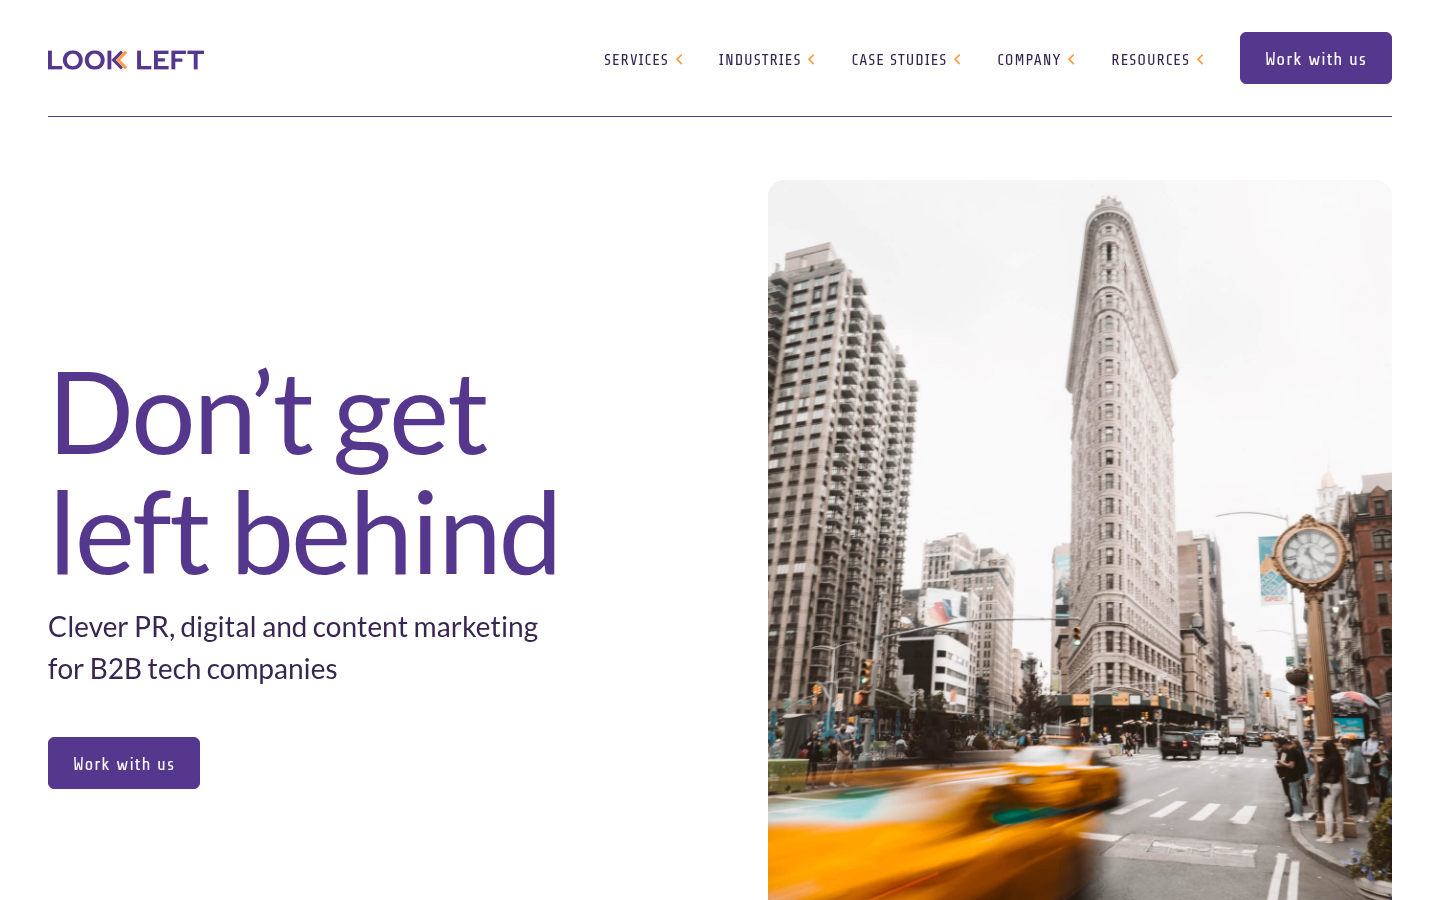 LOOK LEFT
SERVICES
INDUSTRIES
CASE STUDIES
COMPANY
RESOURCES
Work with us
Don’t get
left behind
Clever PR, digital and content marketing
for B2B tech companies
Work with us
GREY